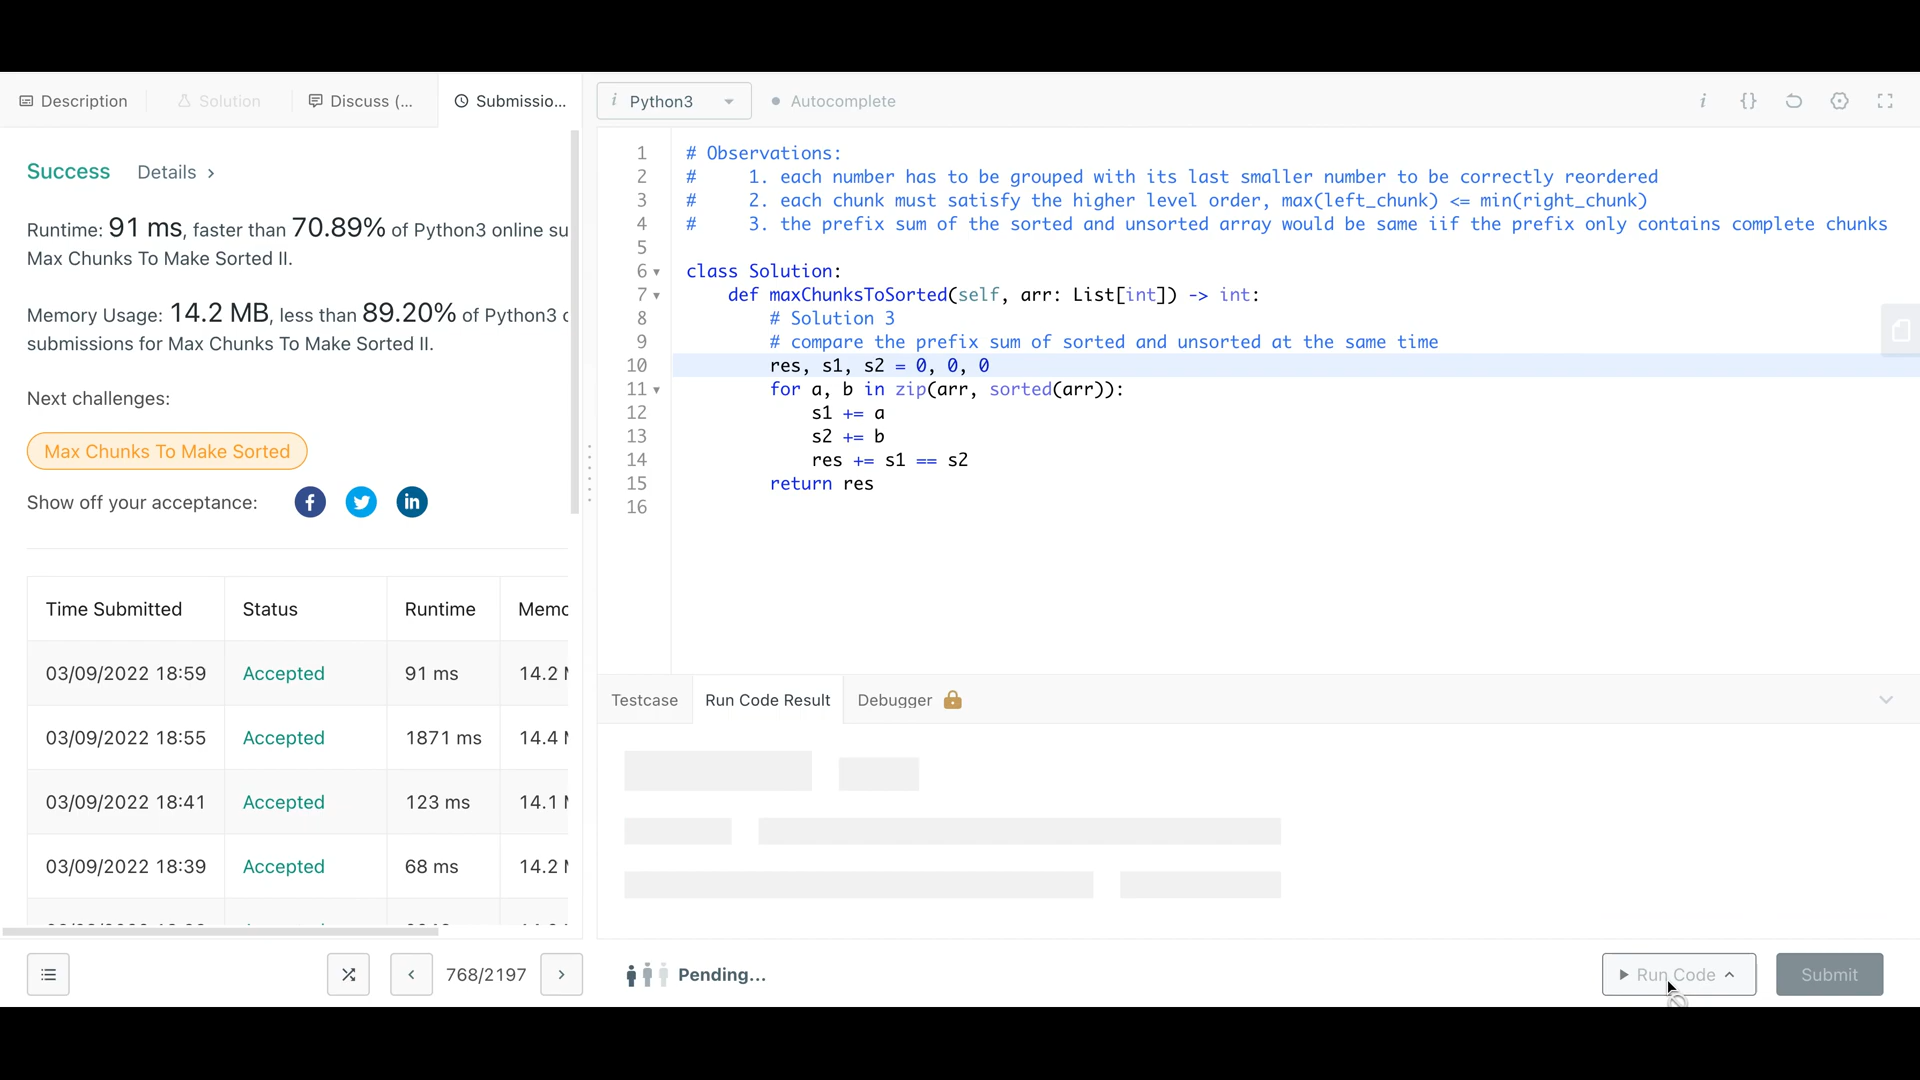 Description
Solution
Discuss (...
Submissio...
Success
Details
Runtime: 91 ms, faster than 70.89% of Python3 online su
Max Chunks To Make Sorted II.
Memory Usage: 14.2 MB, less than 89.20% of Python3
submissions for Max Chunks To Make Sorted II.
Next challenges:
Max Chunks To Make Sorted
Show off your acceptance:
Time Submitted Status Runtime Memo
03/09/2022 18:59 Accepted 91 ms 14.2
03/09/2022 18:55 Accepted 1871 ms 14.4
03/09/2022 18:41 Accepted 123 ms 14.1
03/09/2022 18:39 Accepted 68 ms 14.2
768/2197
i Python3
Autocomplete
i {}
1 # Observations:
2 #     1. each number has to be grouped with its last smaller number to be correctly reordered
3 #     2. each chunk must satisfy the higher level order, max(left_chunk) <= min(right_chunk)
4 #     3. the prefix sum of the sorted and unsorted array would be same iif the prefix only contains complete chunks
5
6 class Solution:
7     def maxChunksToSorted(self, arr: List[int]) -> int:
8         # Solution 3
9         # compare the prefix sum of sorted and unsorted at the same time
10         res, s1, s2 = 0, 0, 0
11         for a, b in zip(arr, sorted(arr)):
12             s1 += a
13             s2 += b
14             res += s1 == s2
15         return res
16
Testcase
Run Code Result
Debugger
Pending...
Run Code
Submit